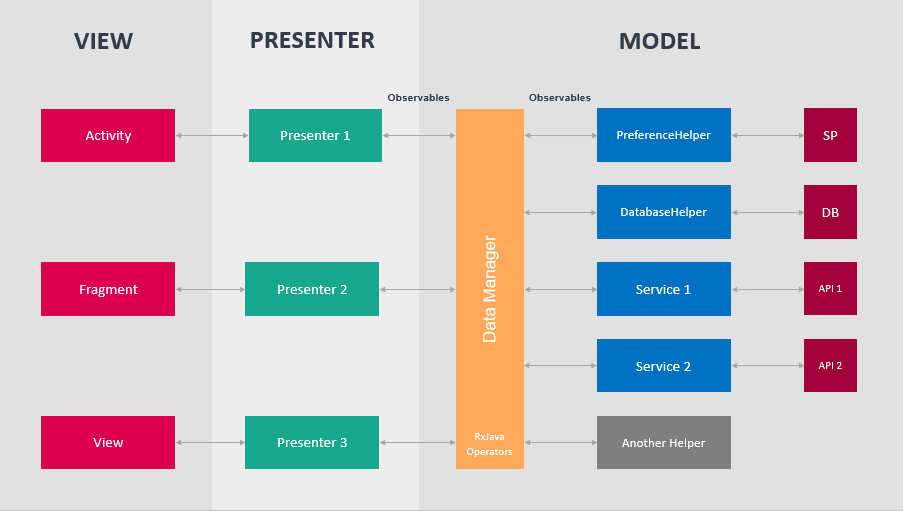 VIEW
PRESENTER
MODEL
Observables
Observables
Activity
Presenter 1
PreferenceHelper
SP
DatabaseHelper
DB
Fragment
Presenter 2
Data Manager
Service 1
API 1
Service 2
API 2
View
Presenter 3
RxJava
Operators
Another Helper